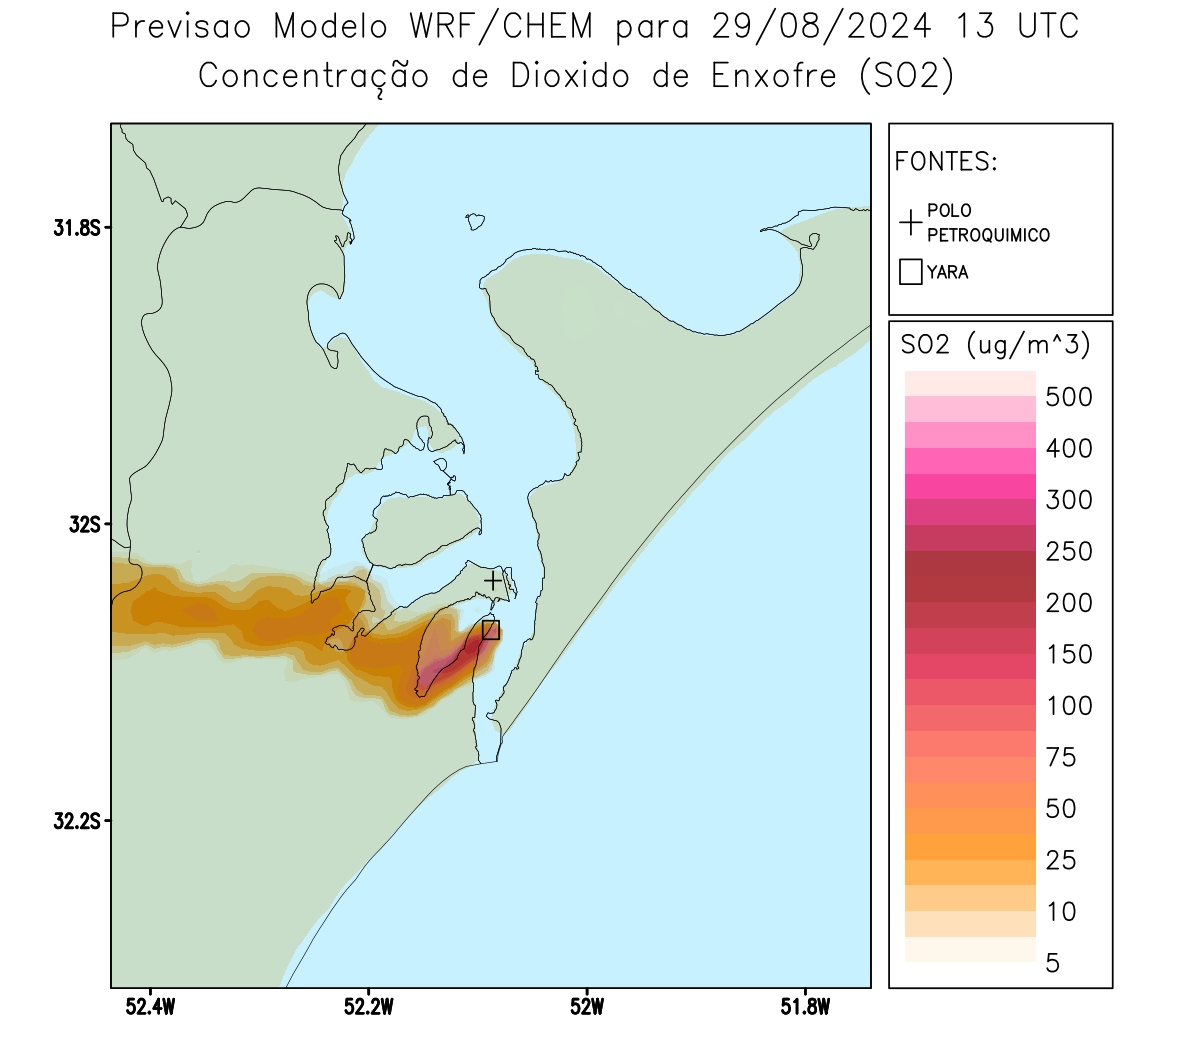 Previsao Modelo WRF/CHEM para 29/08/2024 13 UTC
Concentração de Dioxido de Enxofre (SO2)
FONTES:
POLO
PETROQUIMICO
YARA
31.8S
32S
32.2S
52.4W
52.2W
52W
51.8W
SO2 (ug/m^3)
500
400
300
250
200
150
100
75
50
25
10
5